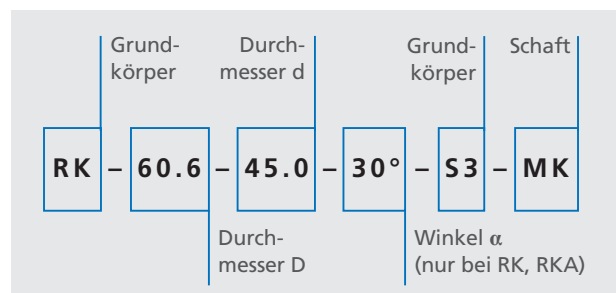 Grund-
körper
Durch-
messer d
Grund-
körper
Schaft
RK – 60.6 – 45.0 – 30° – S3 – MK
Durch-
messer D
Winkel α
(nur bei RK, RKA)